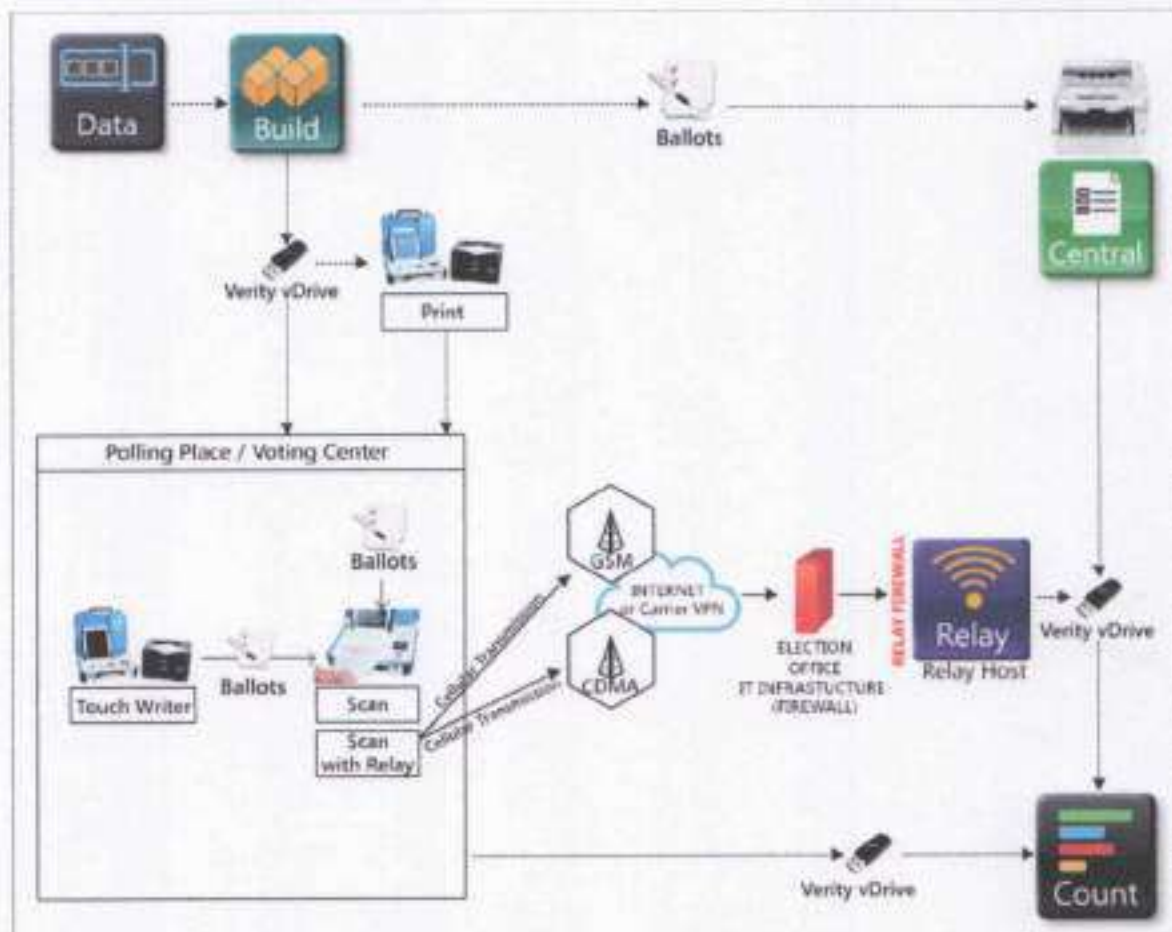 Data
Build
Ballots
Central
Verity vDrive
Print
Polling Place / Voting Center
Ballots
Touch Writer
Ballots
Scan
Scan
with Relay
Cellular Transmission
Cellular Transmission
GSM
INTERNET
or Carrier VPN
CDMA
ELECTION
OFFICE
IT INFRASTUCTURE
(FIREWALL)
RELAY FIREWALL
Relay
Relay Host
Verity vDrive
Verity vDrive
Count